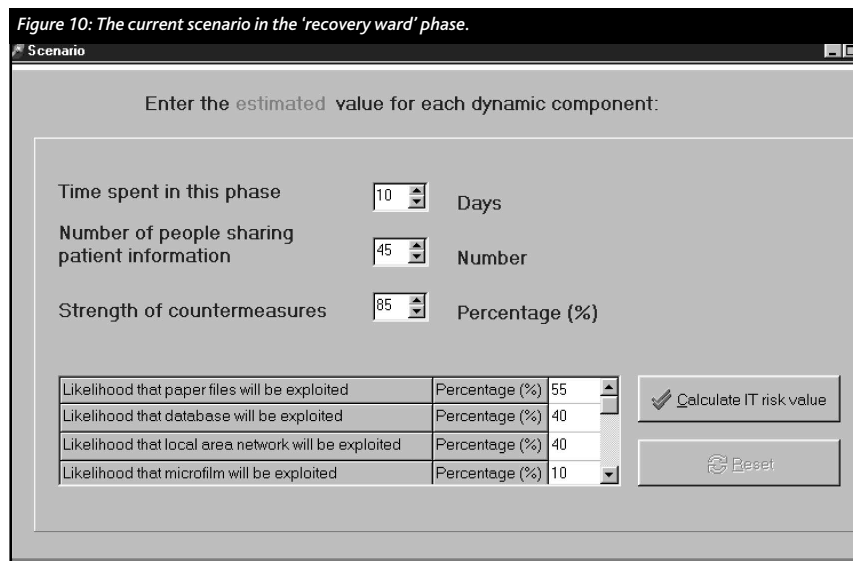 Figure 10: The current scenario in the 'recovery ward' phase.
Scenario
Enter the estimated value for each dynamic component:
Time spent in this phase 10 Days
Number of people sharing
patient information 45 Number
Strength of countermeasures 85 Percentage (%)
Likelihood that paper files will be exploited Percentage (%) 55
Likelihood that database will be exploited Percentage (%) 40
Likelihood that local area network will be exploited Percentage (%) 40
Likelihood that microfilm will be exploited Percentage (%) 10
Calculate IT risk value
Reset